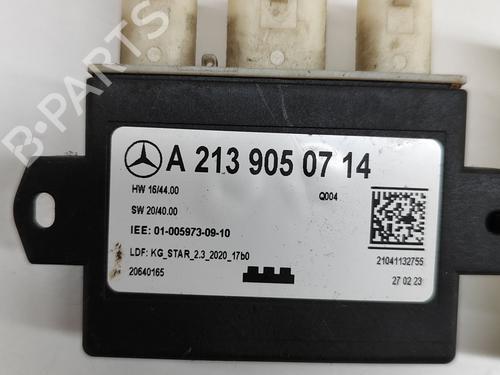 B-PARTS
A 213 905 07 14
HW 16/44.00
Q004
SW 20/40.00
IEE: 01-005973-09-10
LDF: KG_STAR_2.3_2020_17b0
21041132755
20640165
27 02 23